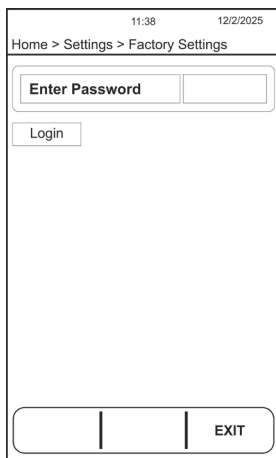 11:38 12/2/2025
Home > Settings > Factory Settings
Enter Password
Login
EXIT